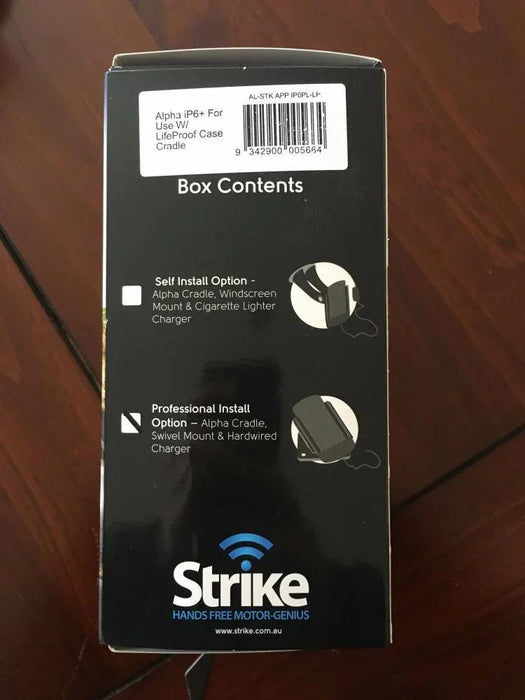 AL-STK APP IP6PL-LP
Alpha iP6+ For
Use W/
LifeProof Case
Cradle
9 342900 005664
Box Contents
Self Install Option -
Alpha Cradle, Windscreen
Mount & Cigarette Lighter
Charger
Professional Install
Option – Alpha Cradle,
Swivel Mount & Hardwired
Charger
Strike
HANDS FREE MOTOR-GENIUS
www.strike.com.au